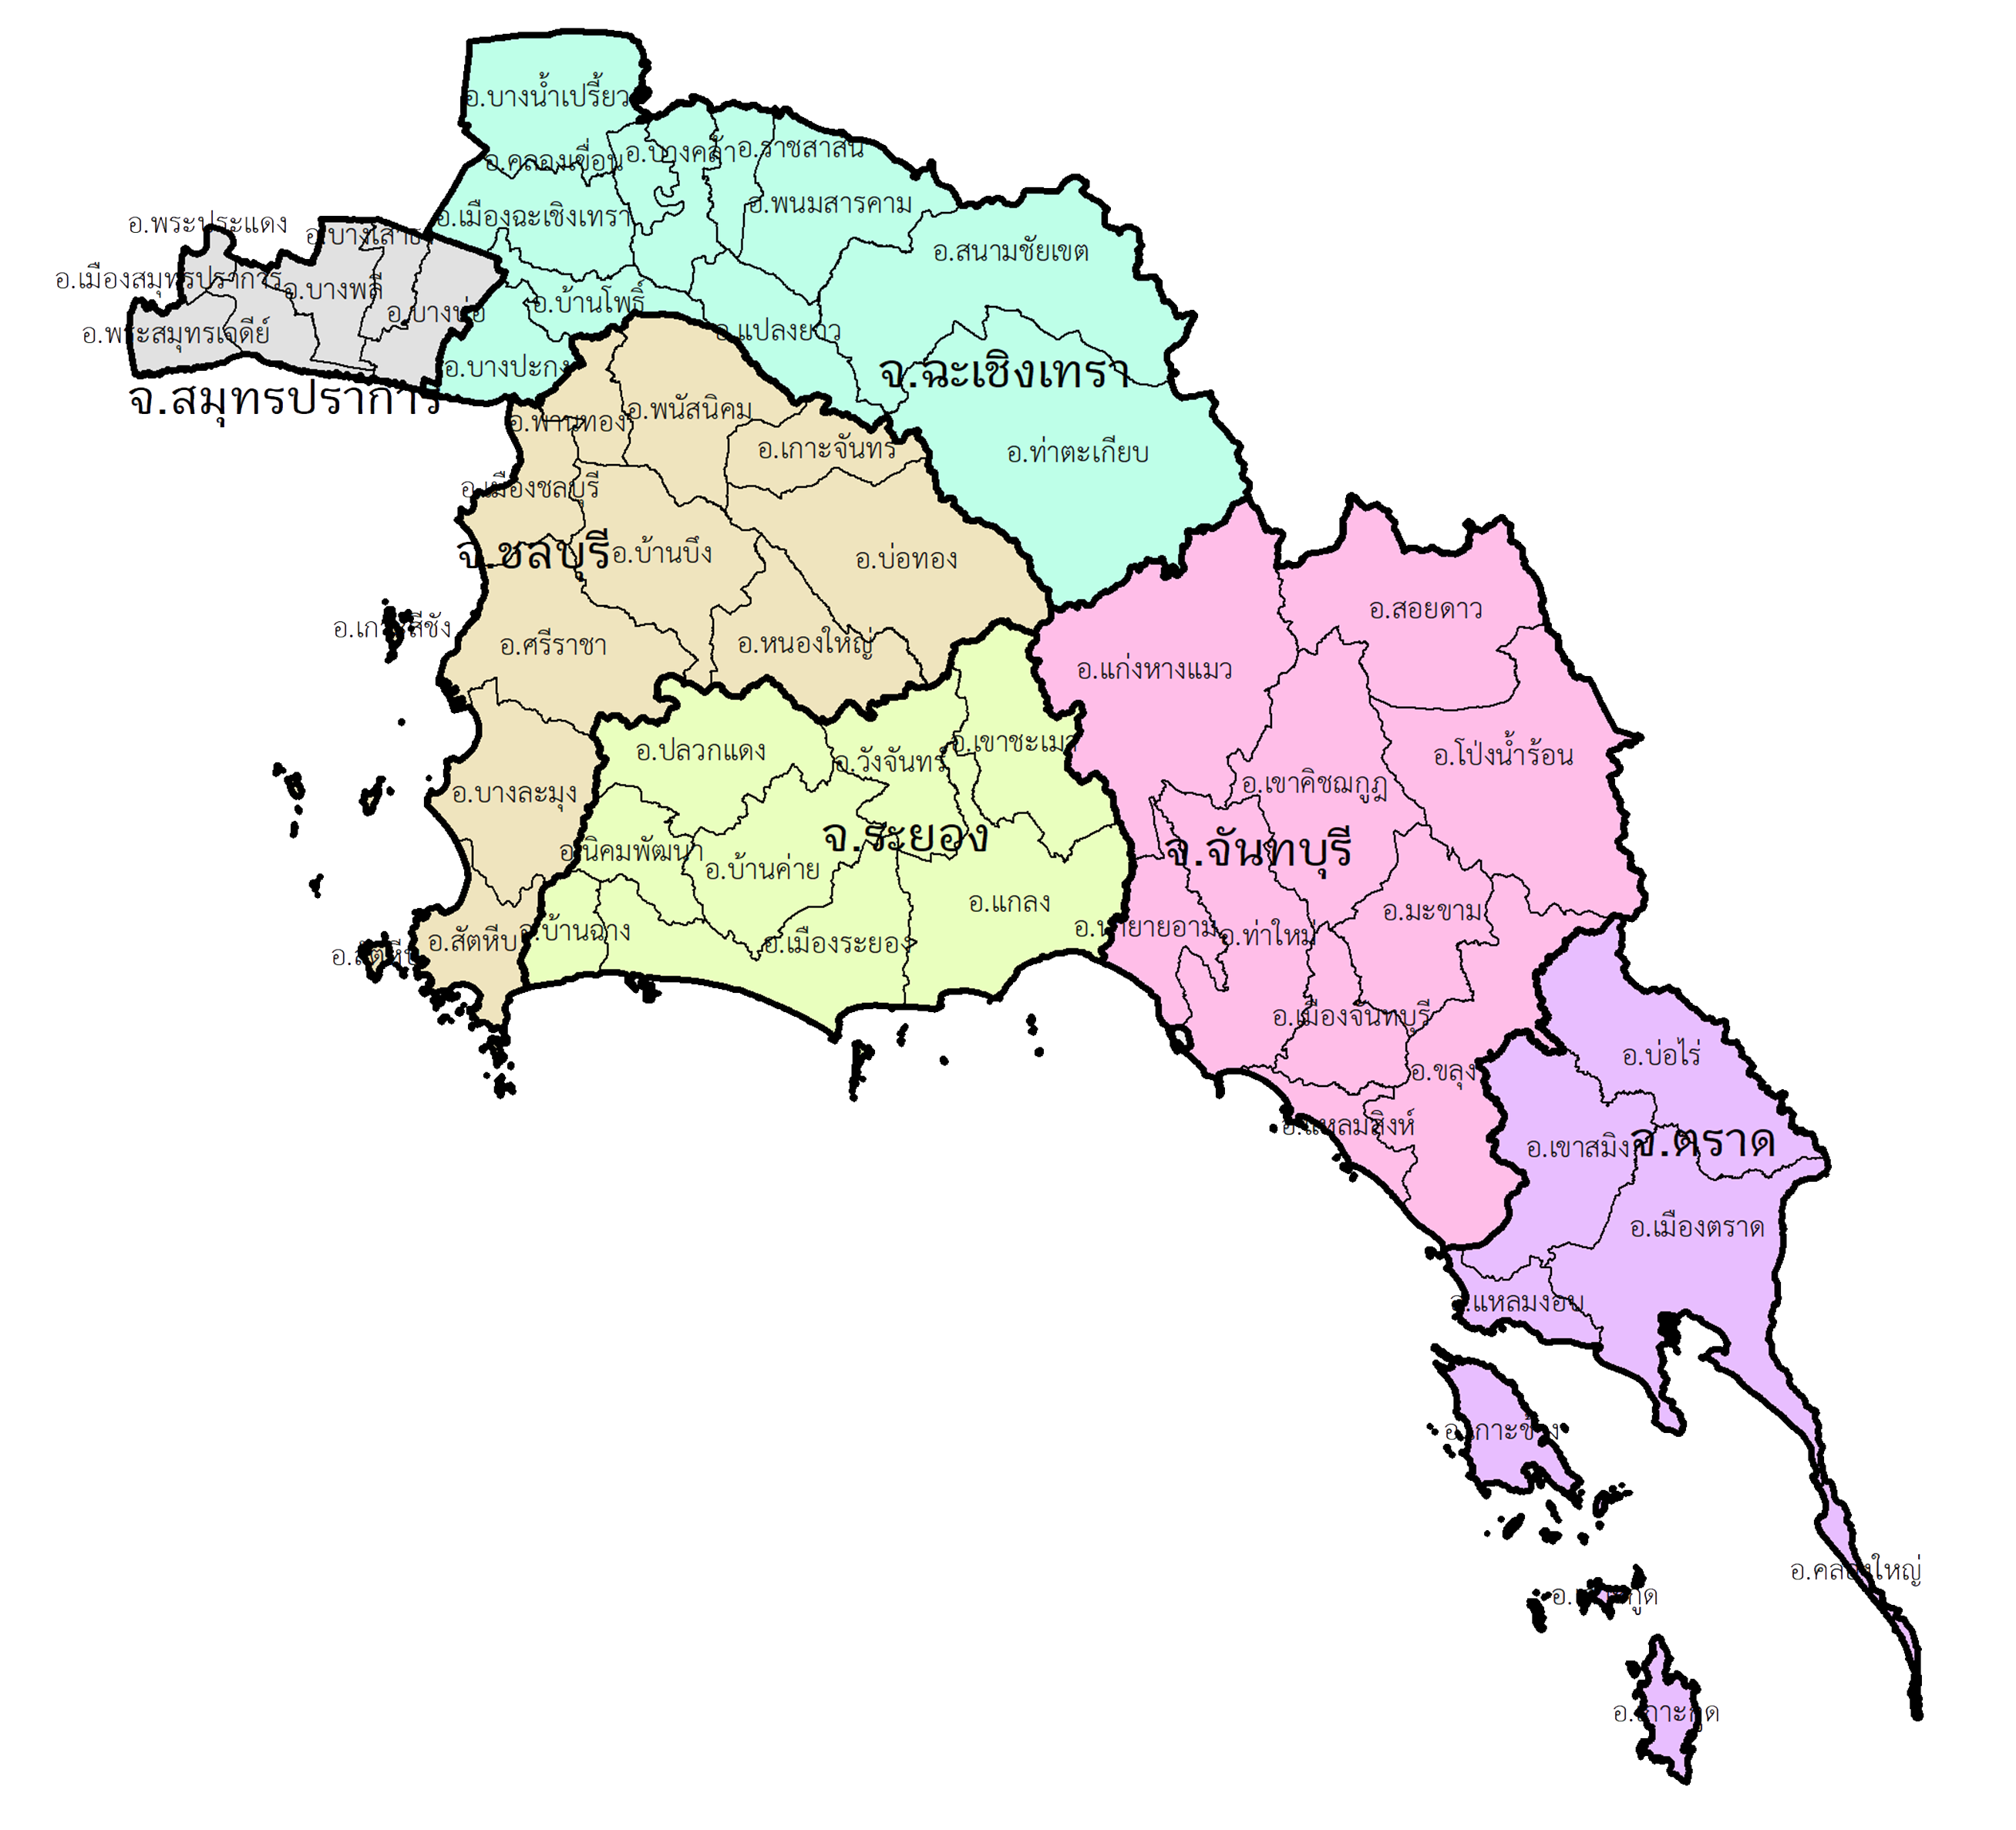 อ.บางน้ำเปรี้ยว
อ.คลองเขื่อน
อ.บางคล้า
อ.ราชสาส์น
อ.พนมสารคาม
อ.เมืองฉะเชิงเทรา
อ.สนามชัยเขต
อ.บ้านโพธิ์
อ.แปลงยาว
อ.บางปะกง
จ.ฉะเชิงเทรา
อ.ท่าตะเกียบ
อ.พระประแดง
อ.บางเสาธง
อ.เมืองสมุทรปราการ
อ.บางพลี
อ.บางบ่อ
อ.พระสมุทรเจดีย์
จ.สมุทรปราการ
อ.พานทอง
อ.พนัสนิคม
อ.เกาะจันทร์
อ.เมืองชลบุรี
จ.ชลบุรี
อ.บ้านบึง
อ.บ่อทอง
อ.เกาะสีชัง
อ.ศรีราชา
อ.หนองใหญ่
อ.บางละมุง
อ.สัตหีบ
อ.สัตหีบ
อ.ปลวกแดง
อ.วังจันทร์
อ.เขาชะเมา
จ.ระยอง
อ.นิคมพัฒนา
อ.บ้านค่าย
อ.แกลง
อ.บ้านฉาง
อ.เมืองระยอง
อ.สอยดาว
อ.แก่งหางแมว
อ.โป่งน้ำร้อน
อ.เขาคิชฌกูฏ
จ.จันทบุรี
อ.มะขาม
อ.นายายอาม
อ.ท่าใหม่
อ.เมืองจันทบุรี
อ.ขลุง
อ.แหลมสิงห์
อ.บ่อไร่
อ.เขาสมิง
จ.ตราด
อ.เมืองตราด
อ.แหลมงอบ
อ.เกาะช้าง
อ.คลองใหญ่
อ.เกาะกูด
อ.เกาะกูด